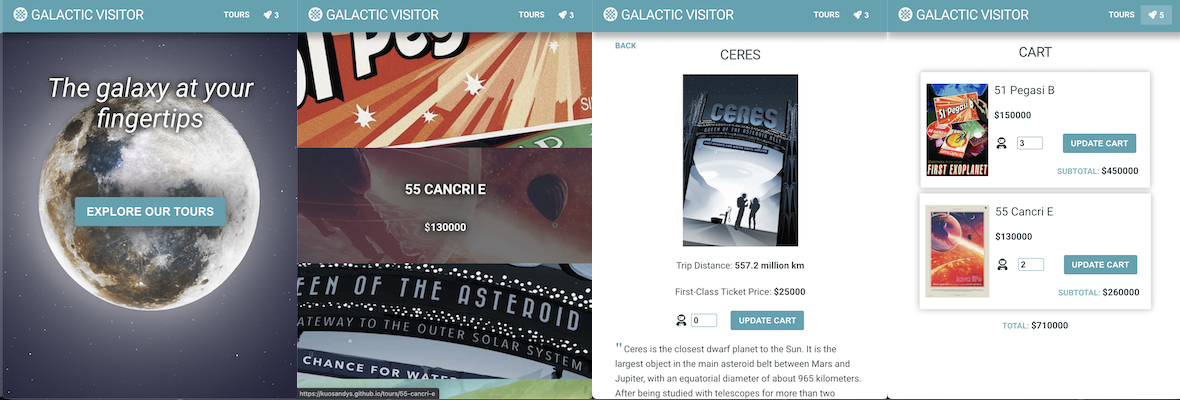 GALACTIC VISITOR
TOURS
3
The galaxy at your
fingertips
EXPLORE OUR TOURS
GALACTIC VISITOR
TOURS
3
55 CANCRI E
$130000
EEN OF THE ASTEROID
ATEWAY TO THE OUTER SOLAR SYSTEM
CHANCE FOR WATE
https://kuosandys.github.io/tours/55-cancri-e
GALACTIC VISITOR
TOURS
3
BACK
CERES
CERES
QUEEN OF THE ASTEROID BELT
Trip Distance: 557.2 million km
First-Class Ticket Price: $25000
0
UPDATE CART
" Ceres is the closest dwarf planet to the Sun. It is the
largest object in the main asteroid belt between Mars and
Jupiter, with an equatorial diameter of about 965 kilometers.
After being studied with telescopes for more than two
GALACTIC VISITOR
TOURS
5
CART
51 Pegasi B
$150000
3
UPDATE CART
SUBTOTAL: $450000
51 Pegasi b
FIRST EXOPLANET
55 Cancri E
$130000
2
UPDATE CART
SUBTOTAL: $260000
TOTAL: $710000